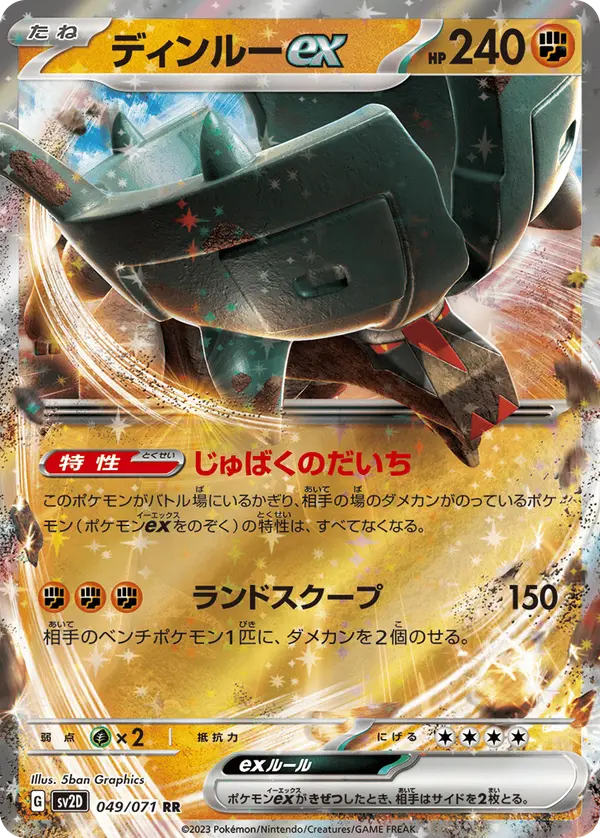 たね
ディンルーex
HP 240
特性 とくせい じゅばくのだいち
このポケモンがバトル場にいるかぎり、相手の場のダメカンがのっているポケ
モン(ポケモンexをのぞく)の特性は、すべてなくなる。
ランドスクープ 150
相手のベンチポケモン1匹に、ダメカンを2個のせる。
弱点 ×2 抵抗力 にげる
exルール
ポケモンexがきぜつしたとき、相手はサイドを2枚とる。
Illus. 5ban Graphics
G sv2D 049/071 RR
©2023 Pokémon/Nintendo/Creatures/GAME FREAK.